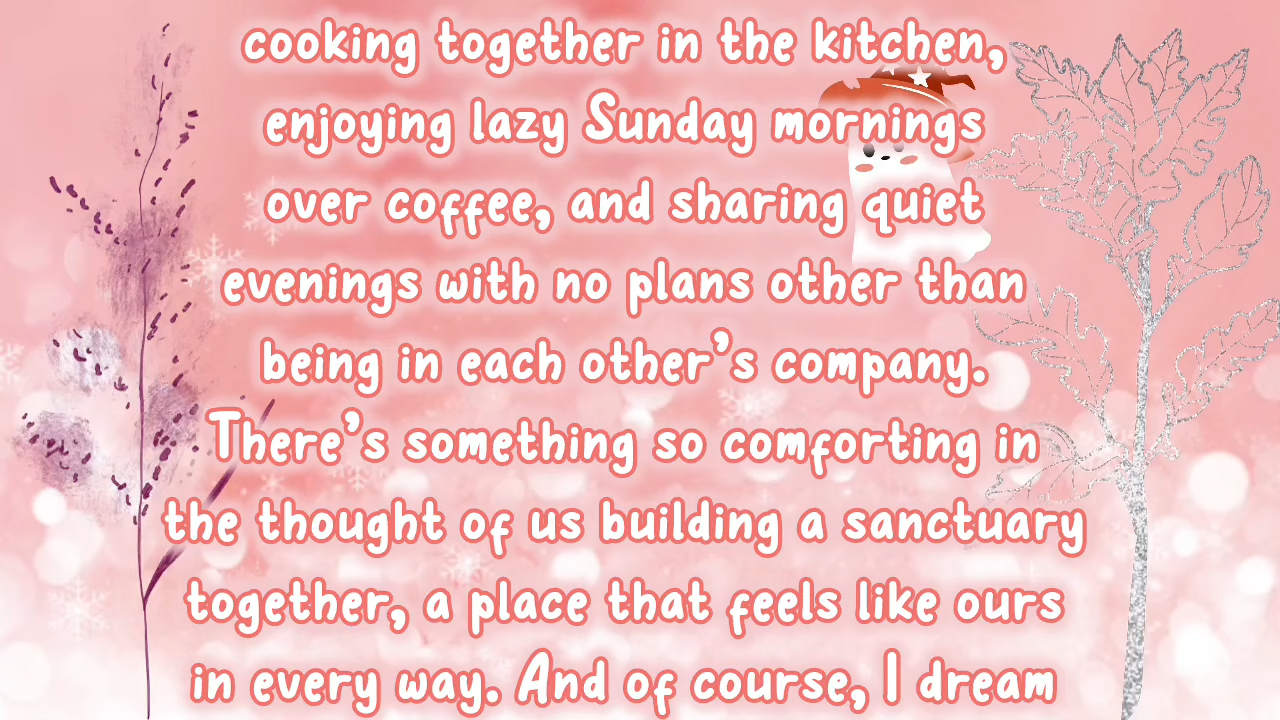 cooking together in the kitchen,
enjoying lazy Sunday mornings
over coffee, and sharing quiet
evenings with no plans other than
being in each other’s company.
There’s something so comforting in
the thought of us building a sanctuary
together, a place that feels like ours
in every way. And of course, I dream